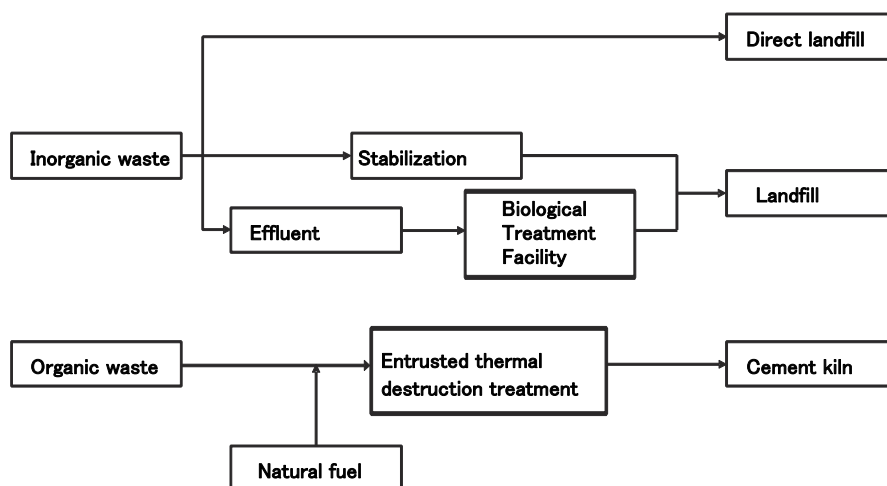 Direct landfill
Inorganic waste
Stabilization
Landfill
Effluent
Biological
Treatment
Facility
Organic waste
Entrusted thermal
destruction treatment
Cement kiln
Natural fuel